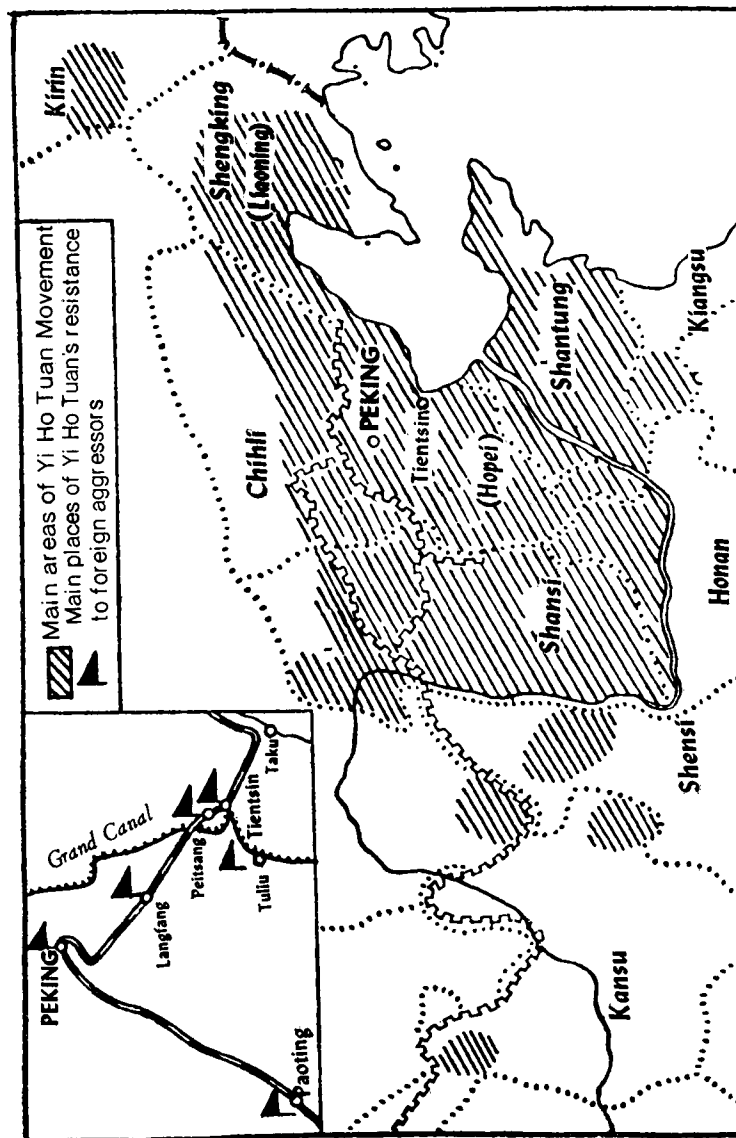 Main areas of Yi Ho Tuan Movement
Main places of Yi Ho Tuan's resistance
to foreign aggressors
PEKING
Grand Canal
Langfang
Peitsang
Tientsin
Taku
Tuliu
Paoting
Kirin
Shengking
(Liaoning)
Chihli
PEKING
Tientsin
(Hopei)
Shantung
Shansi
Kiangsu
Honan
Shensi
Kansu